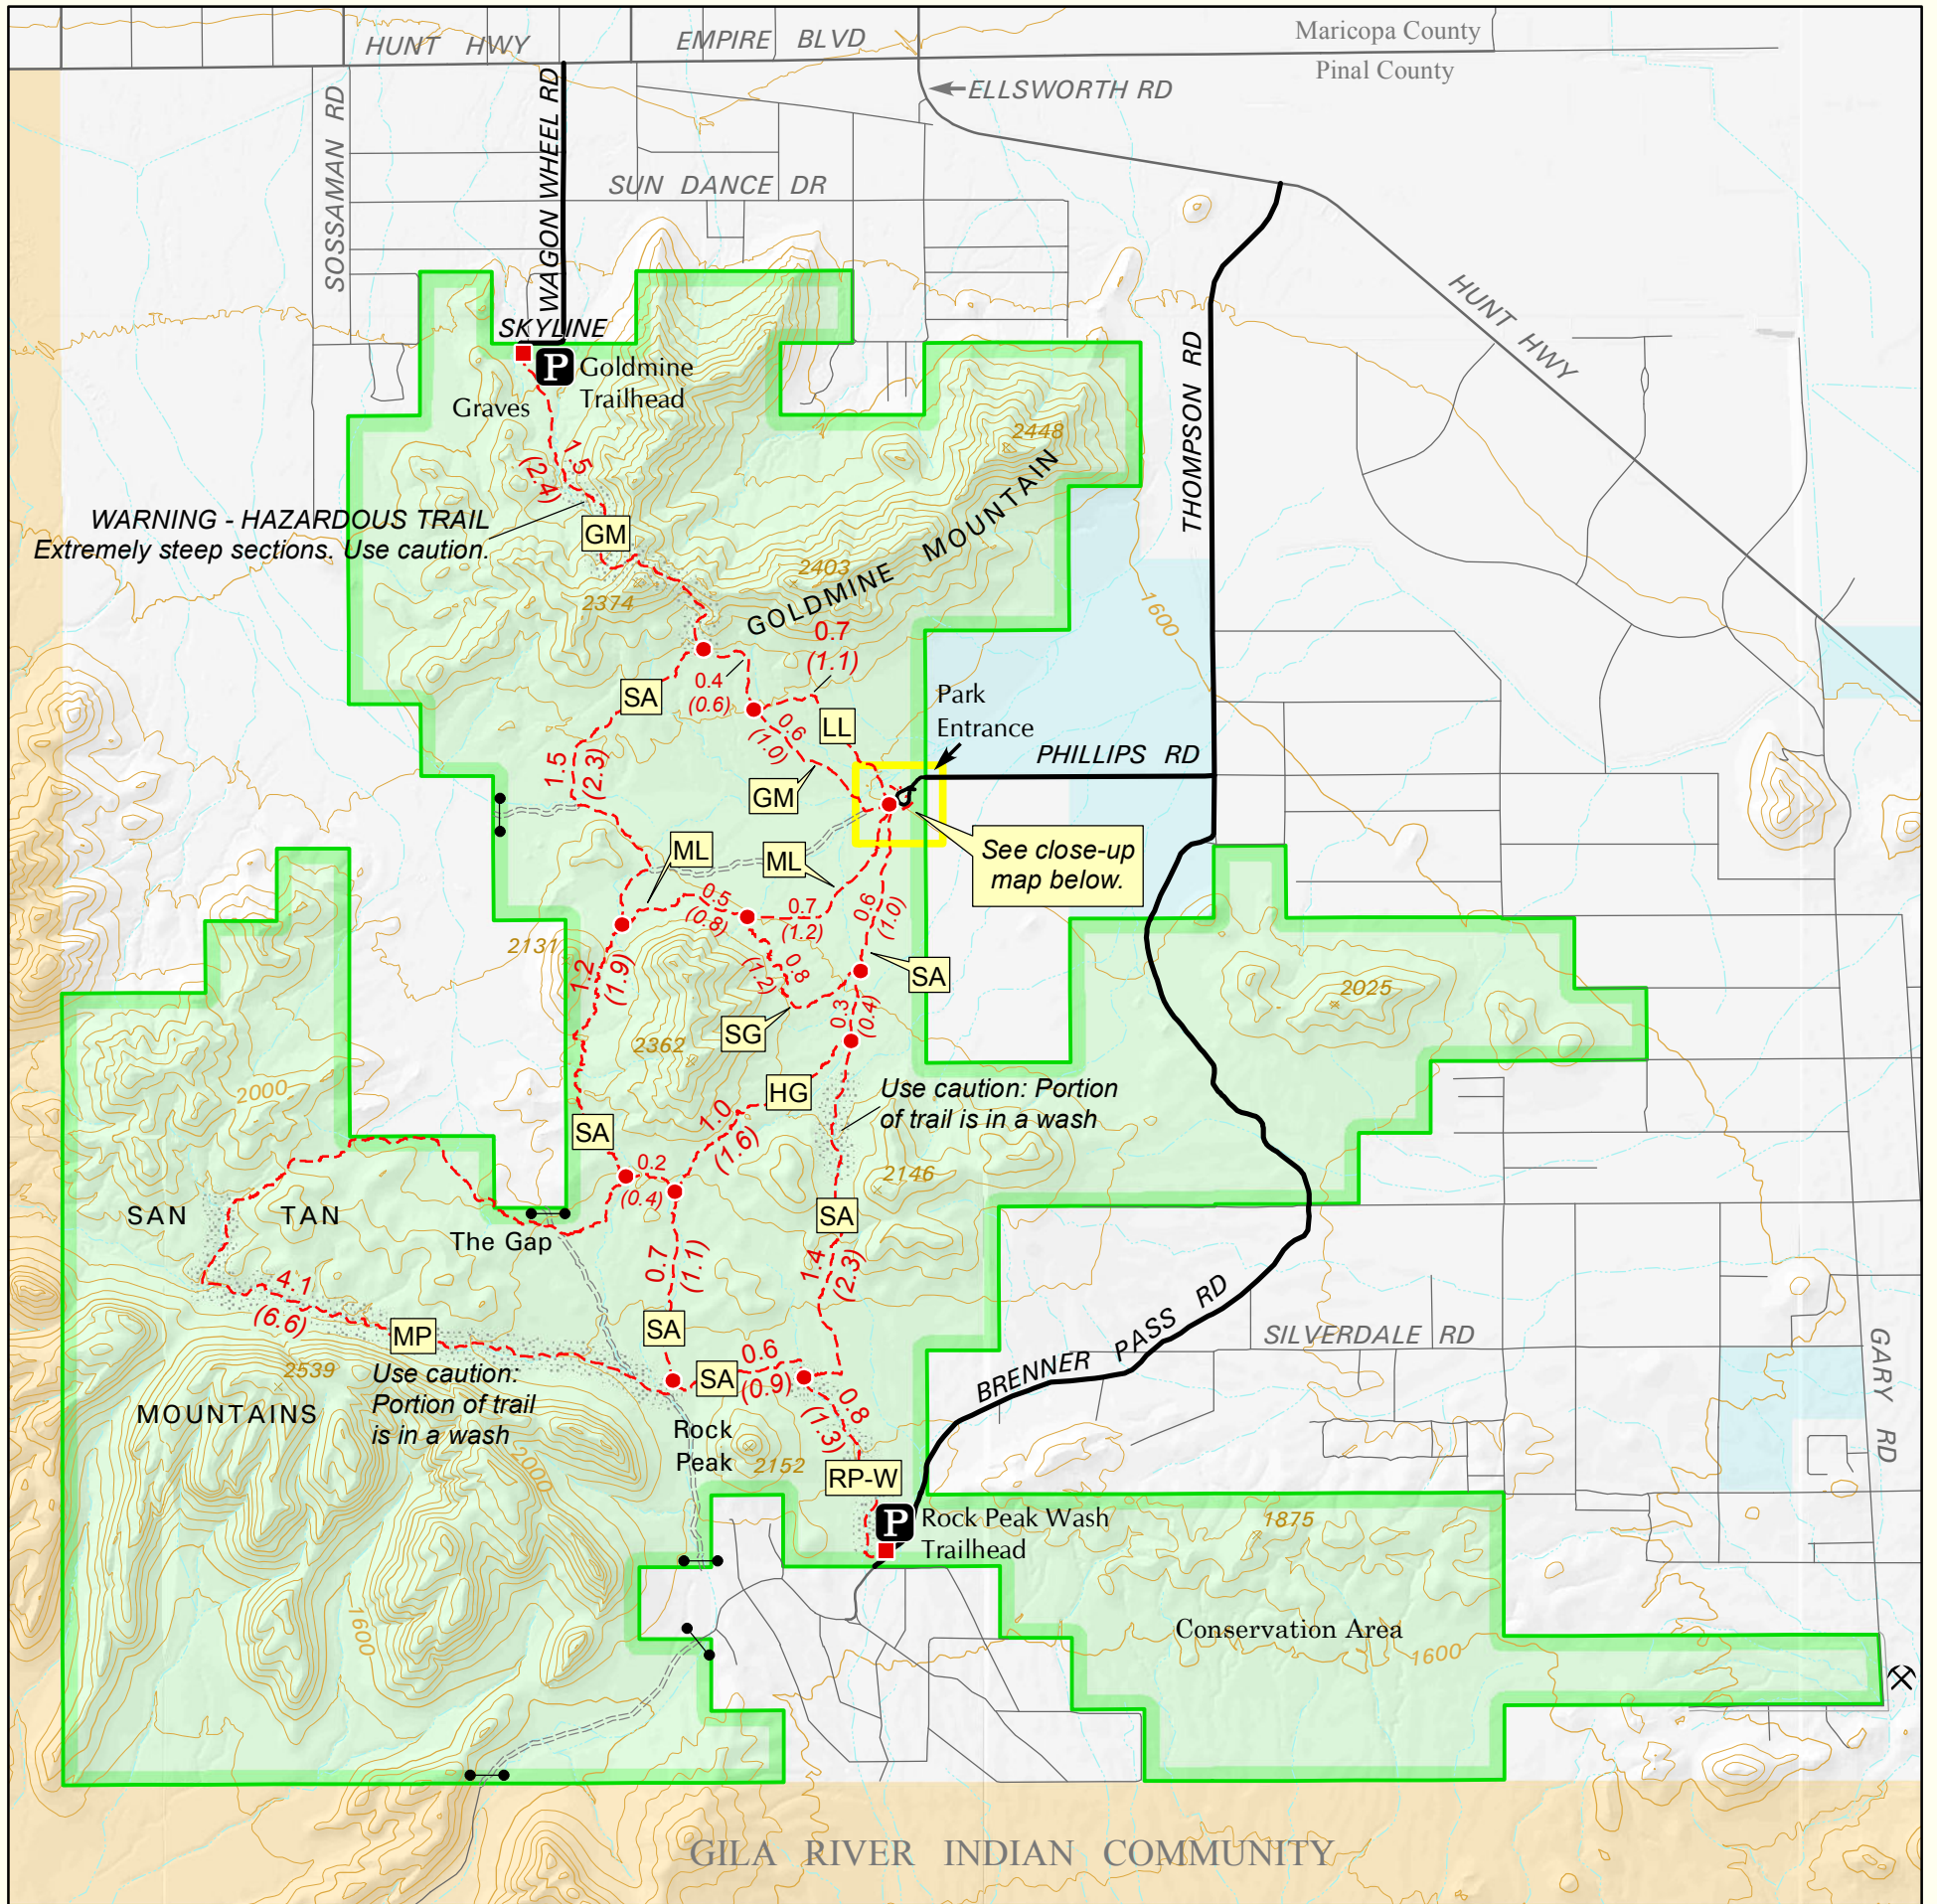 HUNT HWY
EMPIRE BLVD
Maricopa County
Pinal County
ELLSWORTH RD
SOSSAMAN RD
WAGON WHEEL RD
SUN DANCE DR
SKYLINE
P
Goldmine
Trailhead
Graves
HUNT HWY
THOMPSON RD
2448
1.5
(2.4)
WARNING - HAZARDOUS TRAIL
Extremely steep sections. Use caution.
GM
2403
2374
GOLDMINE MOUNTAIN
1600
0.7
(1.1)
SA
0.4
(0.6)
LL
0.6
(1.0)
Park
Entrance
PHILLIPS RD
1.5
(2.3)
GM
ML
ML
See close-up
map below.
0.5
(0.8)
0.7
(1.2)
0.6
(1.0)
2131
1.2
(1.9)
0.8
(1.2)
SA
2025
SG
0.3
(0.4)
2362
2000
HG
Use caution: Portion
of trail is in a wash
1.0
(1.6)
SA
0.2
(0.4)
2146
SAN TAN
The Gap
SA
0.7
(1.1)
1.4
(2.3)
4.1
(6.6)
MP
SA
BRENNER PASS RD
SILVERDALE RD
GARY RD
0.6
(0.9)
SA
2539
Use caution:
Portion of trail
is in a wash
MOUNTAINS
0.8
(1.3)
Rock
Peak
2152
2000
RP-W
P
Rock Peak Wash
Trailhead
1875
1600
Conservation Area
1600
GILA RIVER INDIAN COMMUNITY